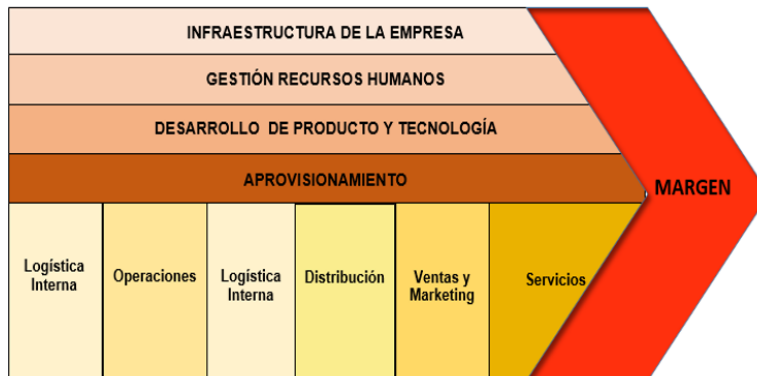 INFRAESTRUCTURA DE LA EMPRESA
GESTIÓN RECURSOS HUMANOS
DESARROLLO DE PRODUCTO Y TECNOLOGÍA
APROVISIONAMIENTO
MARGEN
Logística
Interna
Operaciones
Logística
Interna
Distribución
Ventas y
Marketing
Servicios